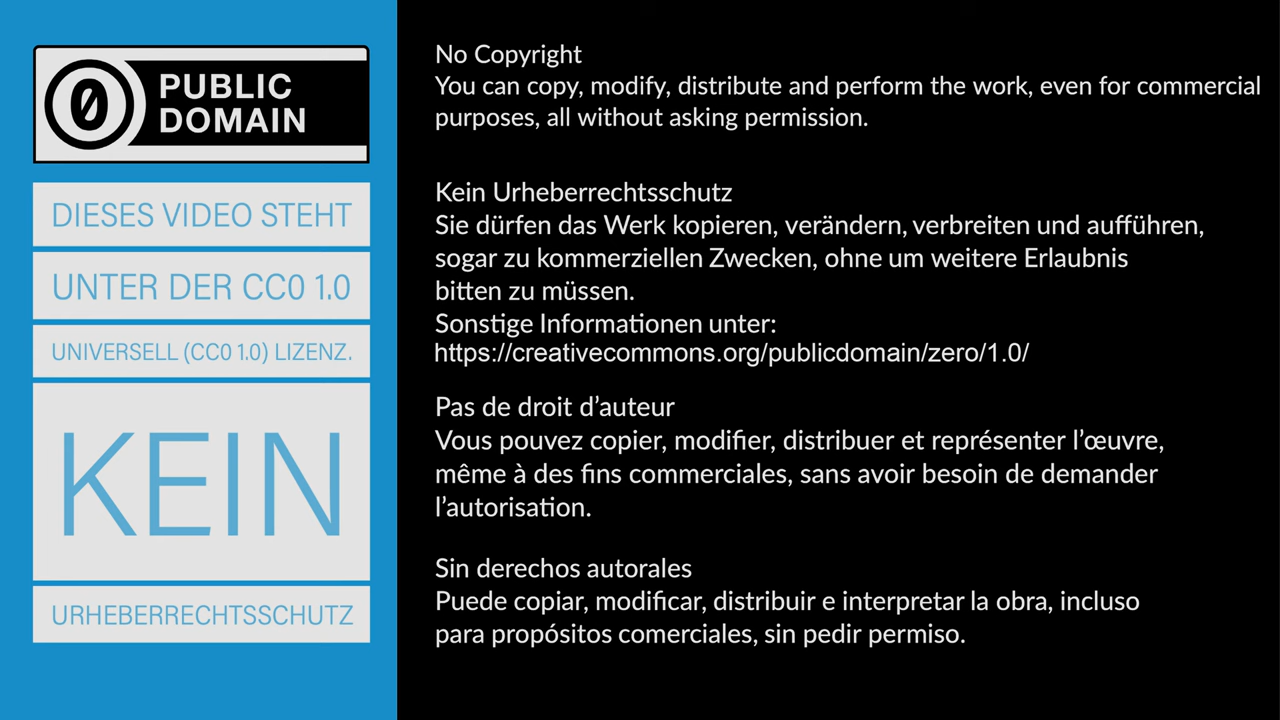 PUBLIC
DOMAIN
DIESES VIDEO STEHT
UNTER DER CC0 1.0
UNIVERSELL (CC0 1.0) LIZENZ.
KEIN
URHEBERRECHTSSCHUTZ
No Copyright
You can copy, modify, distribute and perform the work, even for commercial
purposes, all without asking permission.
Kein Urheberrechtsschutz
Sie dürfen das Werk kopieren, verändern, verbreiten und aufführen,
sogar zu kommerziellen Zwecken, ohne um weitere Erlaubnis
bitten zu müssen.
Sonstige Informationen unter:
https://creativecommons.org/publicdomain/zero/1.0/
Pas de droit d’auteur
Vous pouvez copier, modifier, distribuer et représenter l’œuvre,
même à des fins commerciales, sans avoir besoin de demander
l’autorisation.
Sin derechos autorales
Puede copiar, modificar, distribuir e interpretar la obra, incluso
para propósitos comerciales, sin pedir permiso.